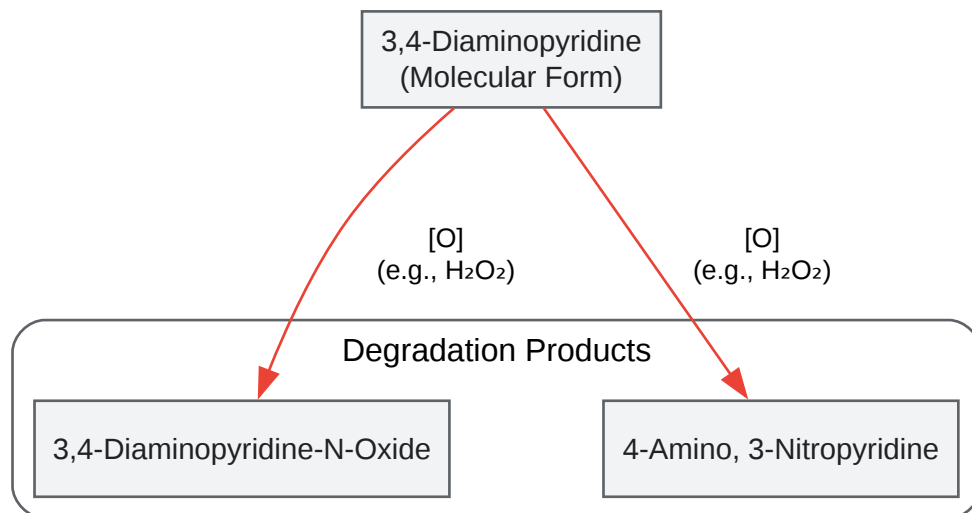 3,4-Diaminopyridine
(Molecular Form)
[O]
(e.g., H₂O₂)
[O]
(e.g., H₂O₂)
Degradation Products
3,4-Diaminopyridine-N-Oxide
4-Amino, 3-Nitropyridine